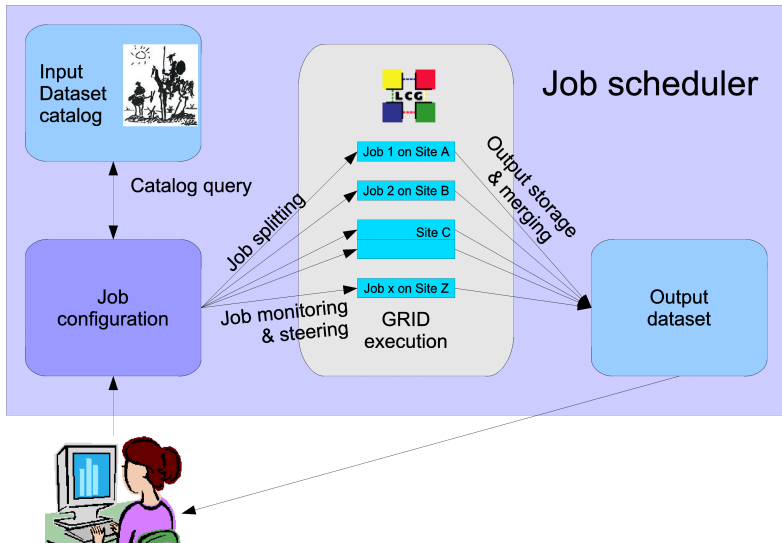 Input
Dataset
catalog
Job scheduler
LCG
Job 1 on Site A
Job 2 on Site B
Site C
Job x on Site Z
GRID
execution
Catalog query
Job splitting
Job monitoring
& steering
Output storage
& merging
Job
configuration
Output
dataset